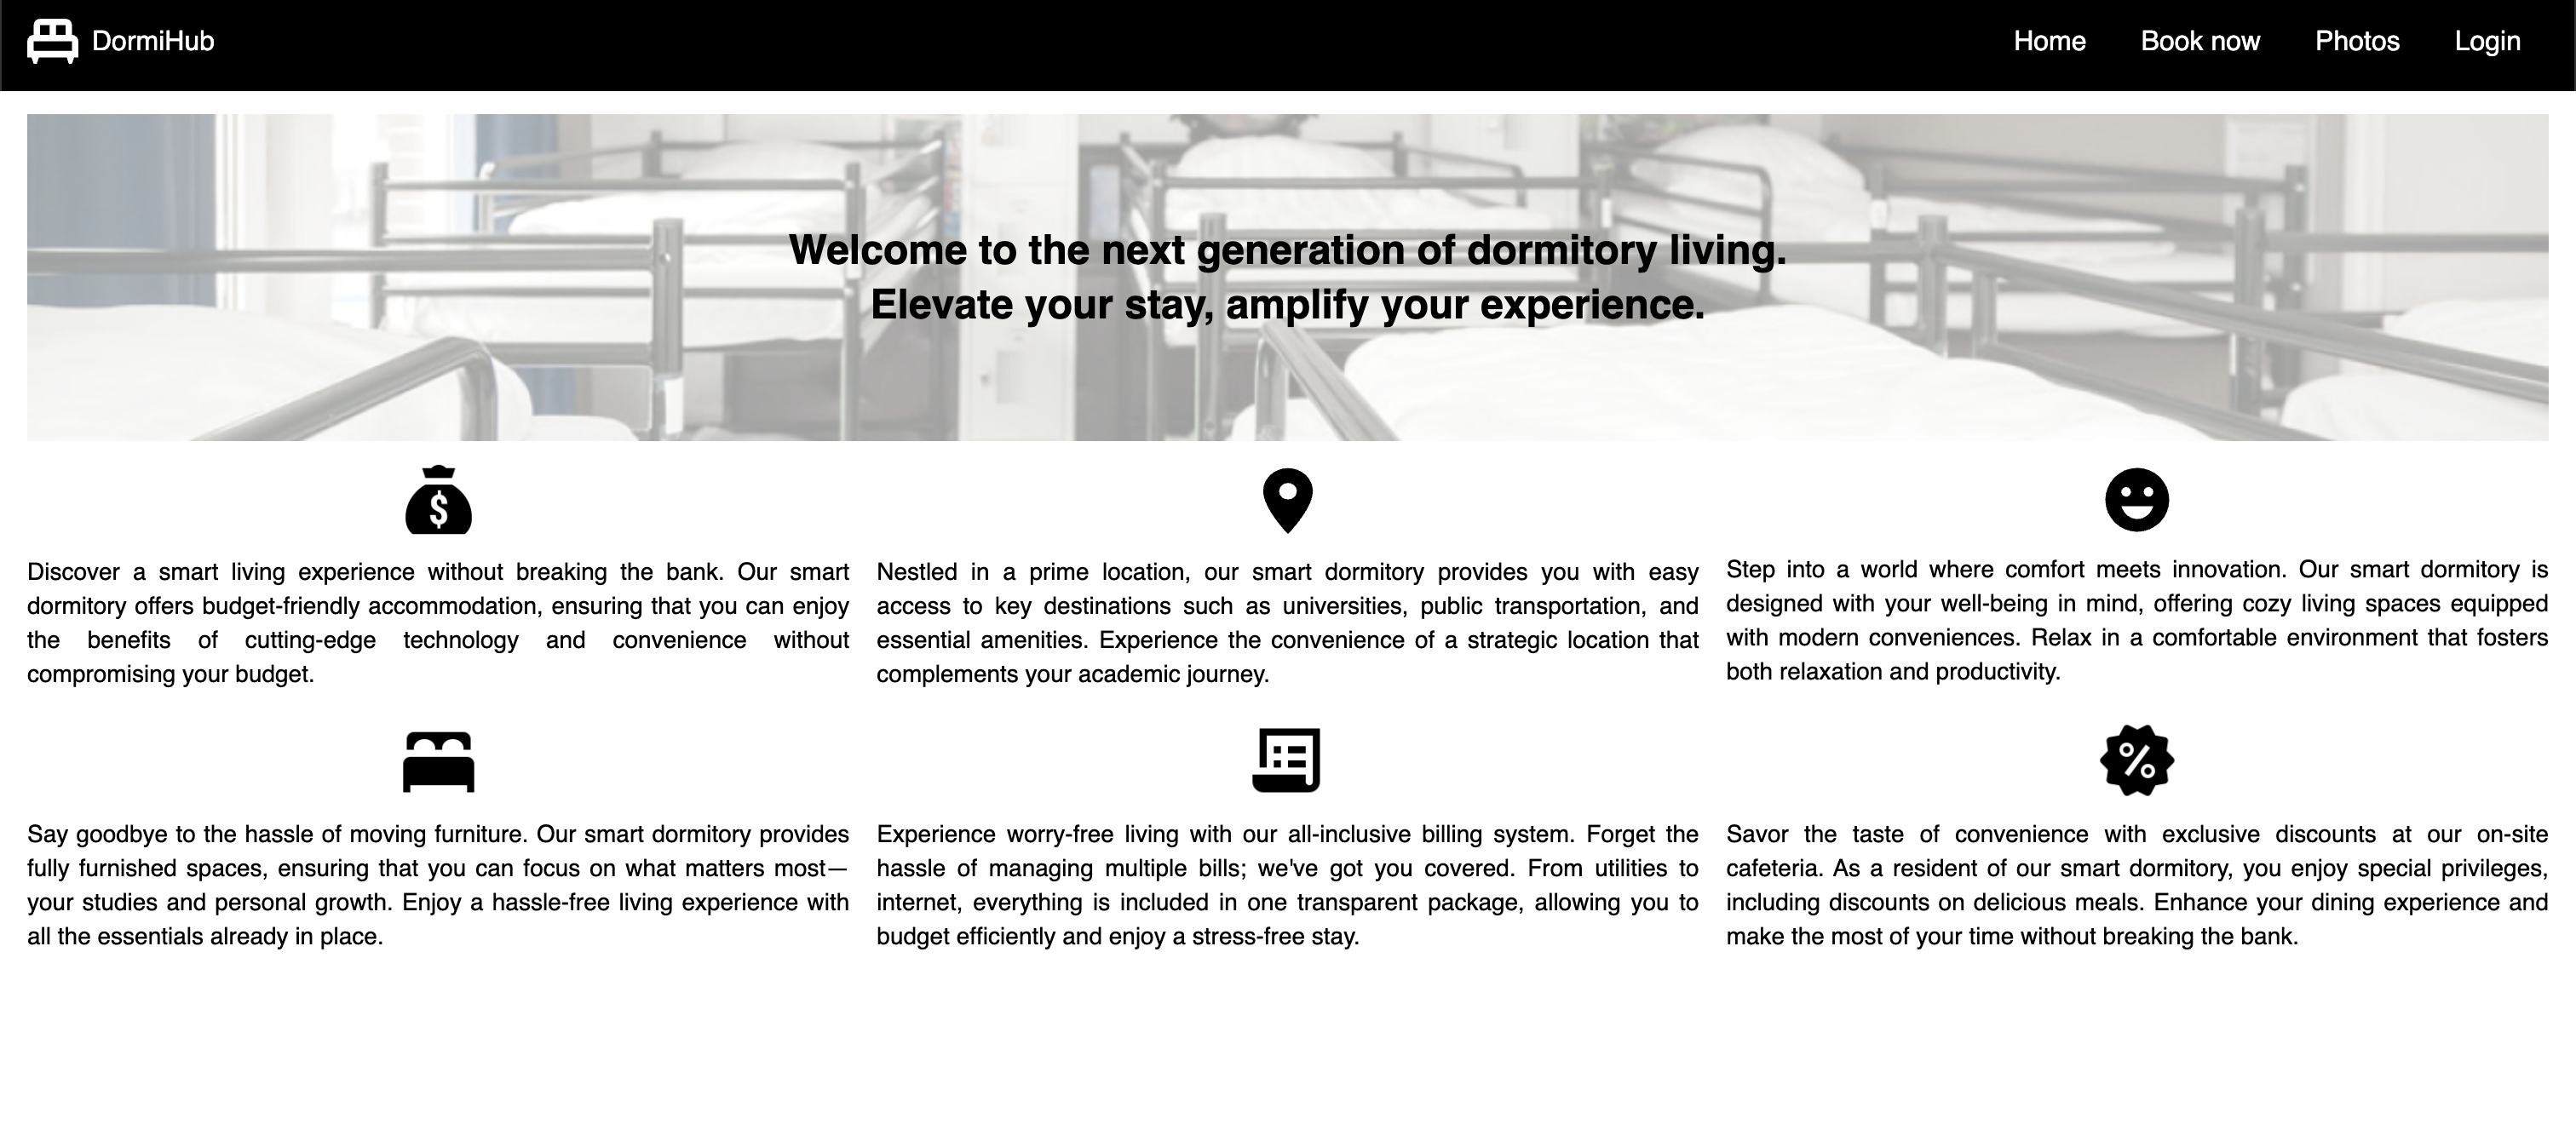 DormiHub
Home Book now Photos Login
Welcome to the next generation of dormitory living.
Elevate your stay, amplify your experience.
$
Discover a smart living experience without breaking the bank. Our smart
dormitory offers budget-friendly accommodation, ensuring that you can enjoy
the benefits of cutting-edge technology and convenience without
compromising your budget.
Nestled in a prime location, our smart dormitory provides you with easy
access to key destinations such as universities, public transportation, and
essential amenities. Experience the convenience of a strategic location that
complements your academic journey.
Step into a world where comfort meets innovation. Our smart dormitory is
designed with your well-being in mind, offering cozy living spaces equipped
with modern conveniences. Relax in a comfortable environment that fosters
both relaxation and productivity.
Say goodbye to the hassle of moving furniture. Our smart dormitory provides
fully furnished spaces, ensuring that you can focus on what matters most—
your studies and personal growth. Enjoy a hassle-free living experience with
all the essentials already in place.
Experience worry-free living with our all-inclusive billing system. Forget the
hassle of managing multiple bills; we've got you covered. From utilities to
internet, everything is included in one transparent package, allowing you to
budget efficiently and enjoy a stress-free stay.
%
Savor the taste of convenience with exclusive discounts at our on-site
cafeteria. As a resident of our smart dormitory, you enjoy special privileges,
including discounts on delicious meals. Enhance your dining experience and
make the most of your time without breaking the bank.